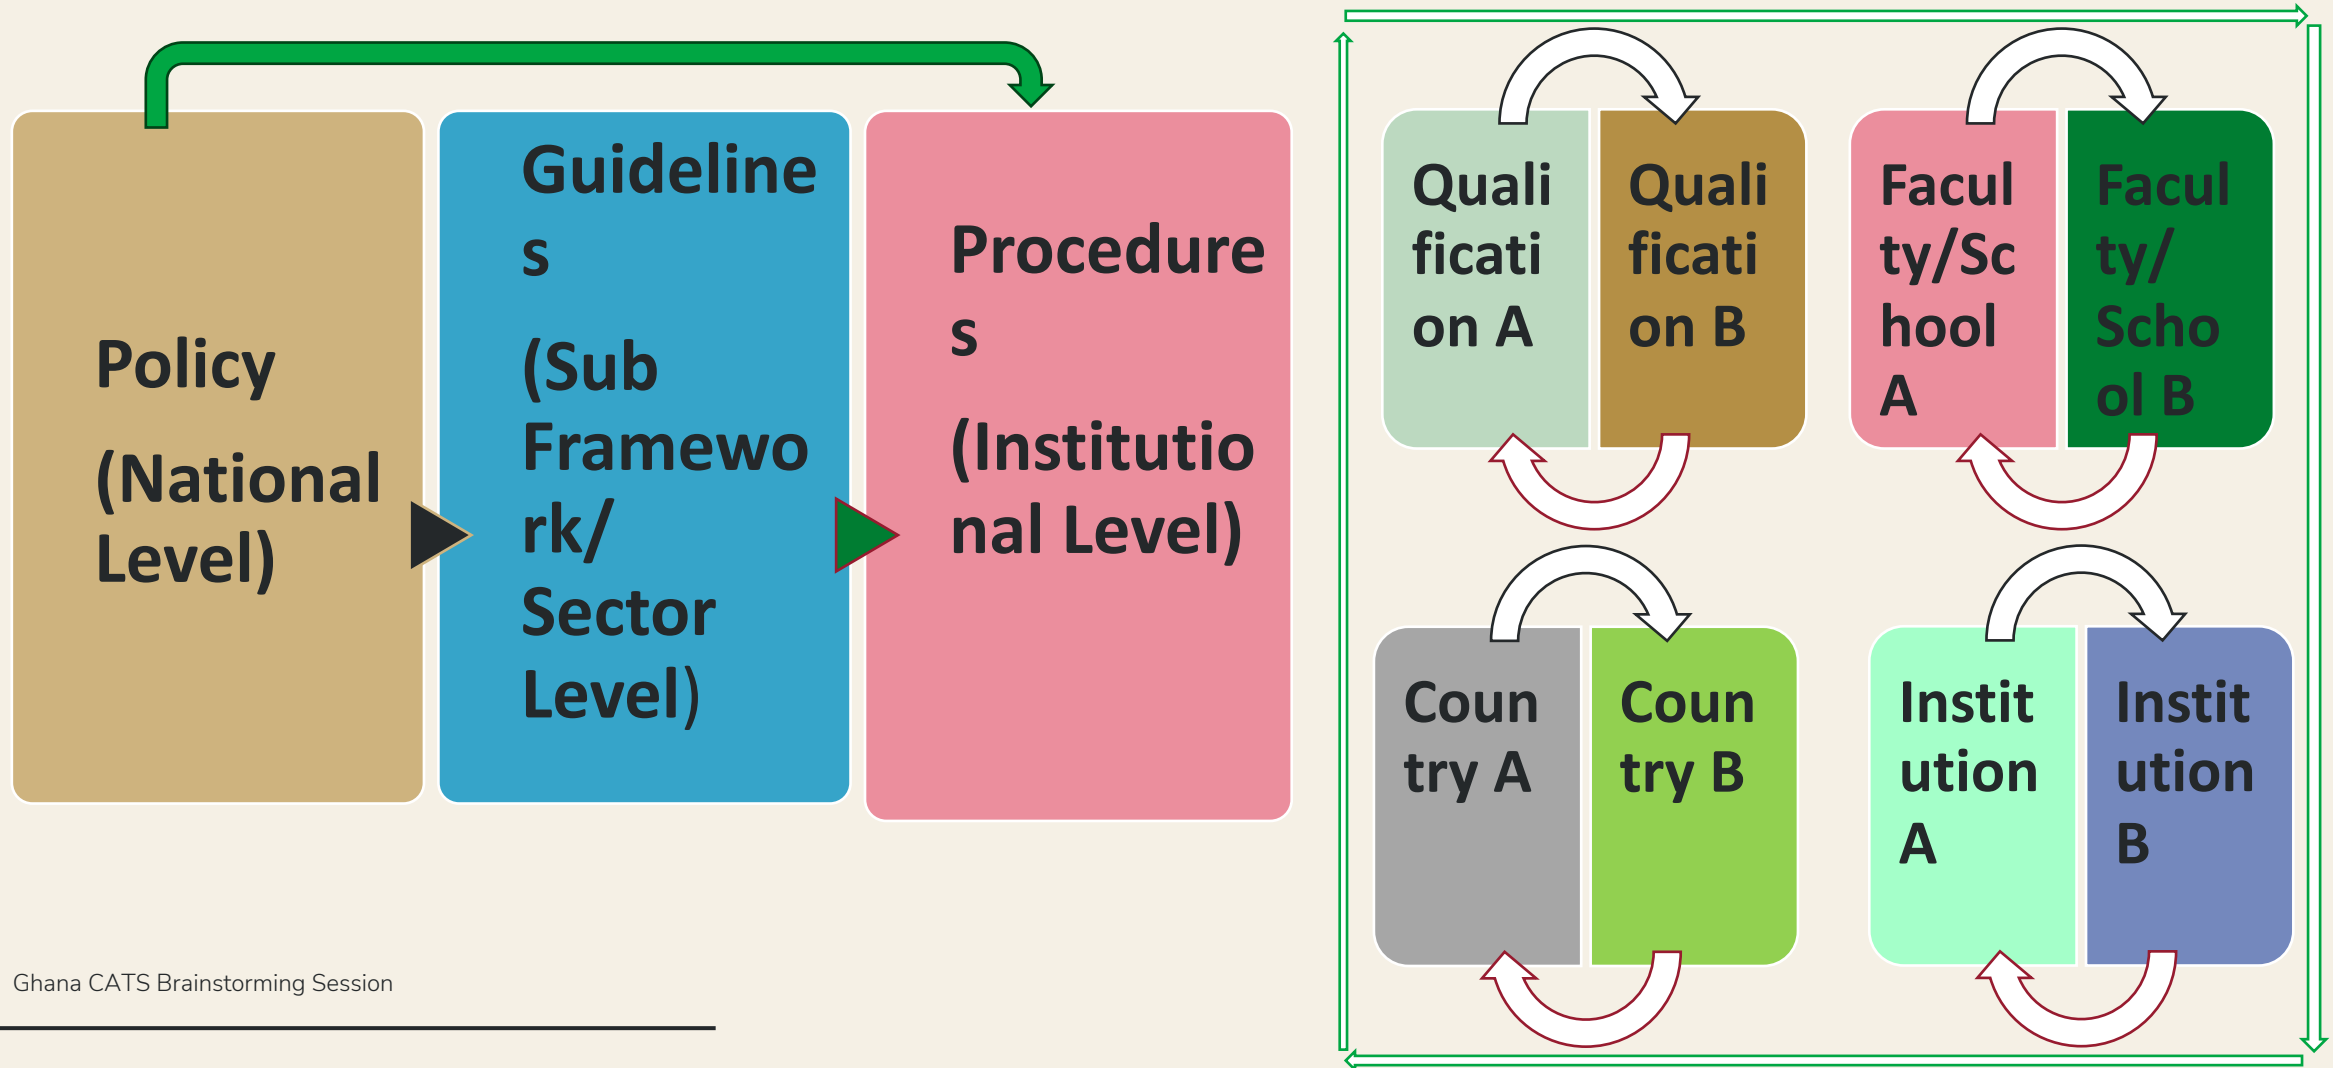 Policy
(National
Level)
Guideline
s
(Sub
Framewo
rk/
Sector
Level)
Procedure
s
(Institutio
nal Level)
Quali
ficati
on A
Quali
ficati
on B
Facul
ty/Sc
hool
A
Facul
ty/
Scho
ol B
Coun
try A
Coun
try B
Instit
ution
A
Instit
ution
B
Ghana CATS Brainstorming Session